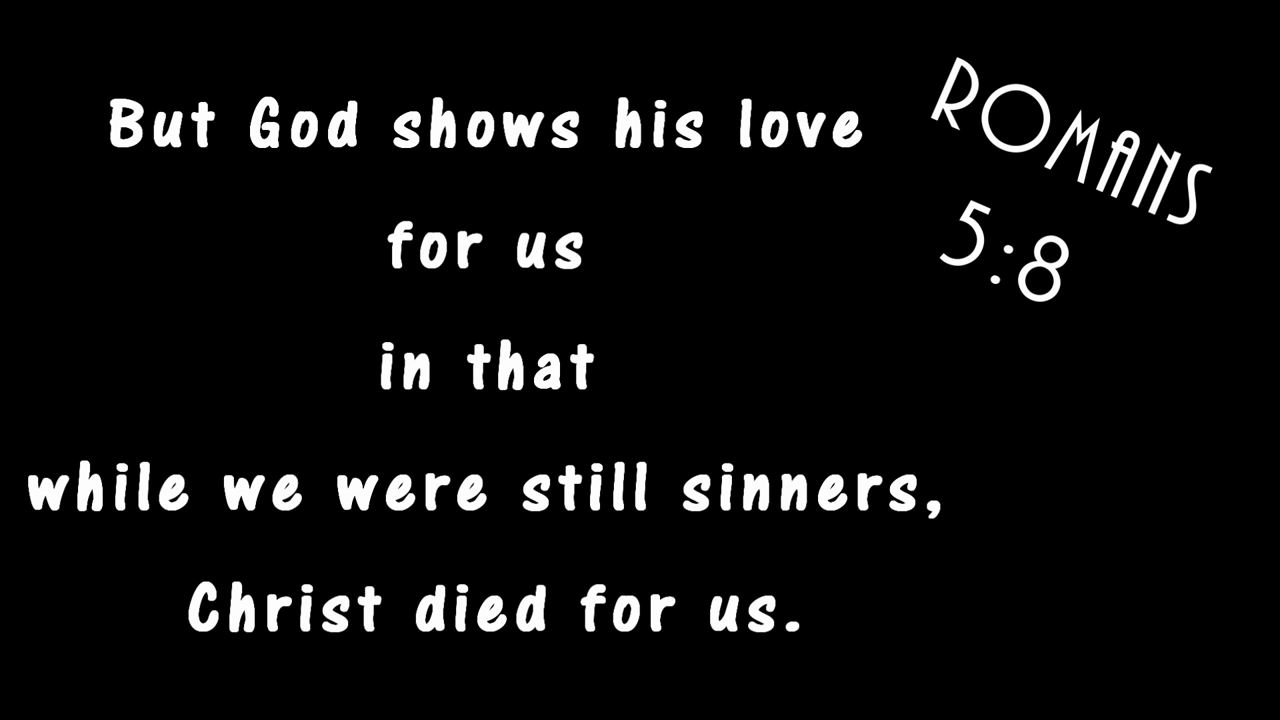 But God shows his love
for us
in that
while we were still sinners,
Christ died for us.
ROMANS
5:8